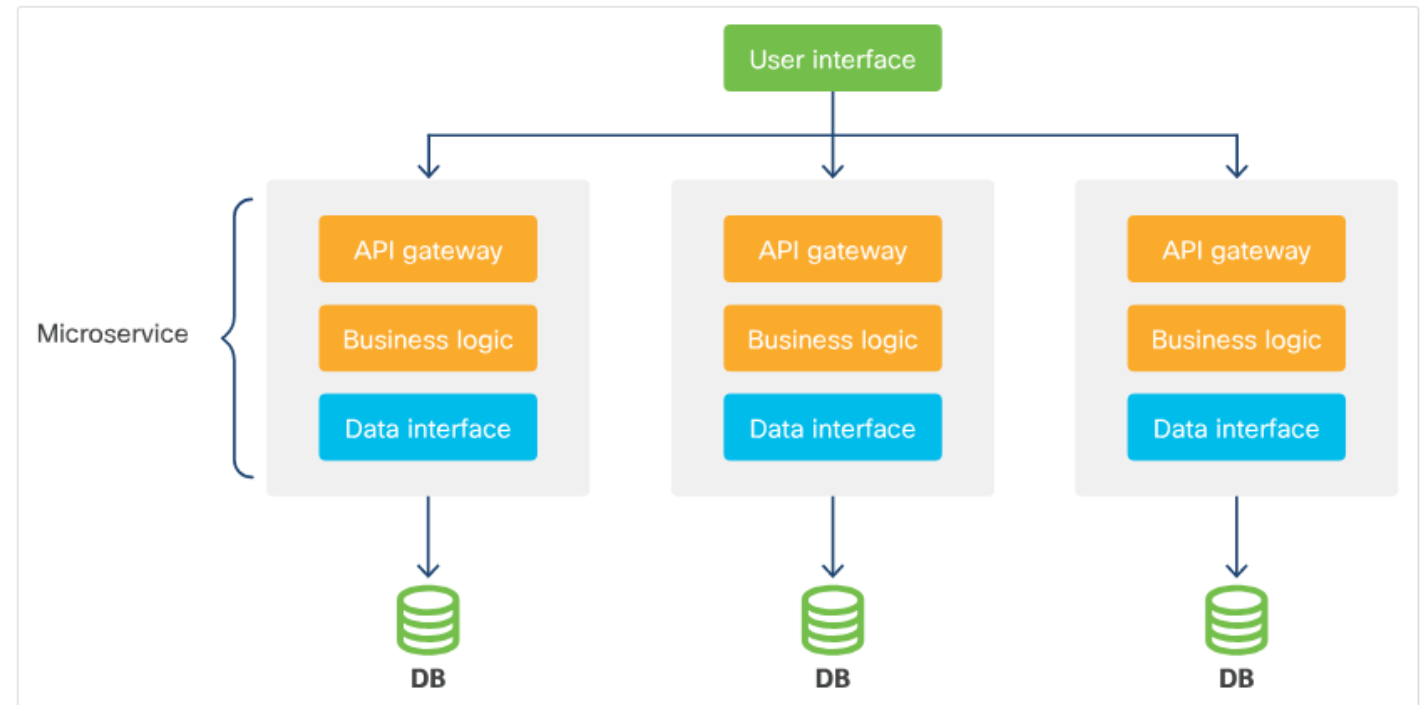 User interface
API gateway
API gateway
API gateway
Microservice
Business logic
Business logic
Business logic
Data interface
Data interface
Data interface
DB
DB
DB